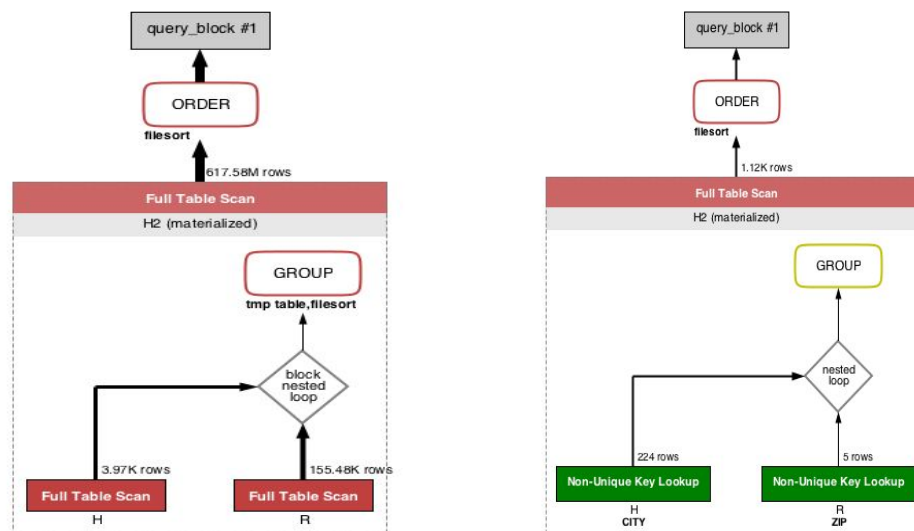 query_block #1
ORDER
filesort
617.58M rows
Full Table Scan
H2 (materialized)
GROUP
tmp table,filesort
block
nested
loop
3.97K rows
155.48K rows
Full Table Scan
Full Table Scan
H
R
query_block #1
ORDER
filesort
1.12K rows
Full Table Scan
H2 (materialized)
GROUP
nested
loop
224 rows
5 rows
Non-Unique Key Lookup
Non-Unique Key Lookup
H
R
CITY
ZIP